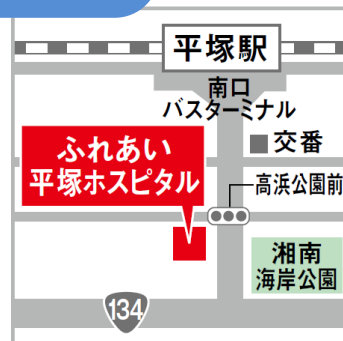 平塚駅
南口
バスターミナル
交番
ふれあい
平塚ホスピタル
高浜公園前
湘南
海岸公園
134